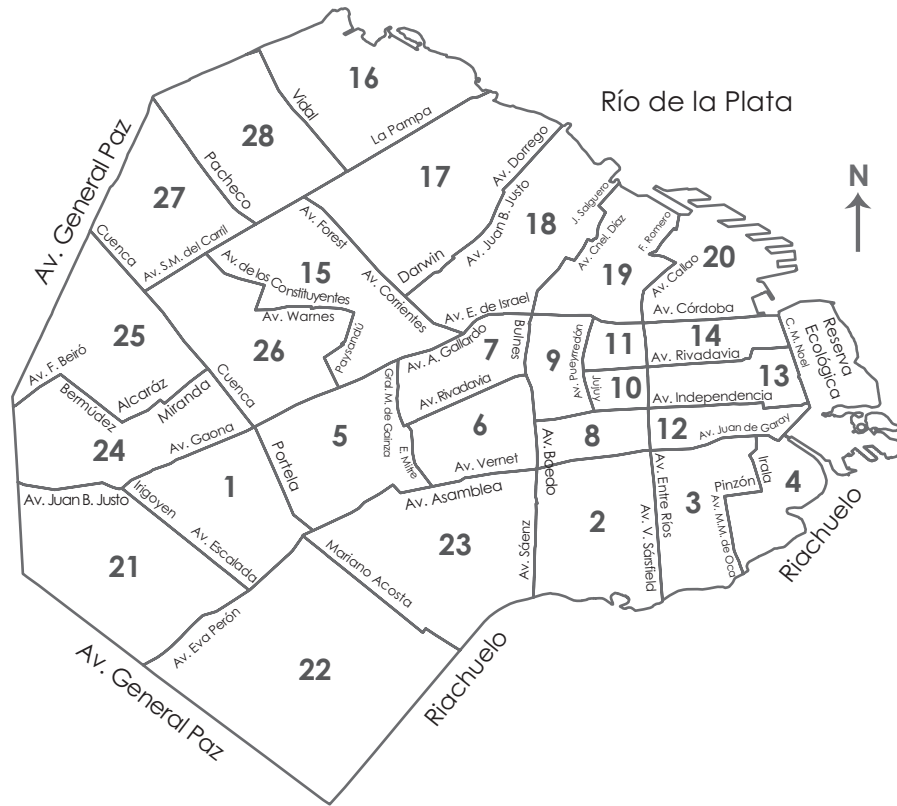 16
Río de la Plata
Vidal
28
La Pampa
Av. General Paz
Pacheco
17
Av. Dorrego
N
27
J. Salguero
Av. Juan B. Justo
18
Av. Cnel. Díaz
F. Romero
Cuenca
Av. S.M. del Carril
Av. Forest
Darwin
19
20
Av. de los Constituyentes
15
Av. Callao
Av. Corrientes
Av. E. de Israel
Av. Córdoba
Av. Warnes
25
26
Paysandú
Av. A. Gallardo
7
Bulnes
9
Av. Pueyrredón
11
14
C. M. Noel
Reserva
Ecológica
Av. Rivadavia
Av. F. Beiró
Bermúdez
Alcaráz
Miranda
Cuenca
Gral. M. de Gainza
Av. Rivadavia
Jujuy
10
13
Av. Independencia
24
Av. Gaona
Portela
5
E. Mitre
6
8
12
Av. Juan de Garay
Av. Vernet
Av. Boedo
Av. Juan B. Justo
Irigoyen
1
Av. Asamblea
Av. Entre Ríos
Pinzón
Irala
4
3
Av. M.M. de Oca
21
Av. Escalada
23
Av. Sáenz
2
Av. V. Sársfield
Riachuelo
Mariano Acosta
Av. Eva Perón
22
Riachuelo
Av. General Paz